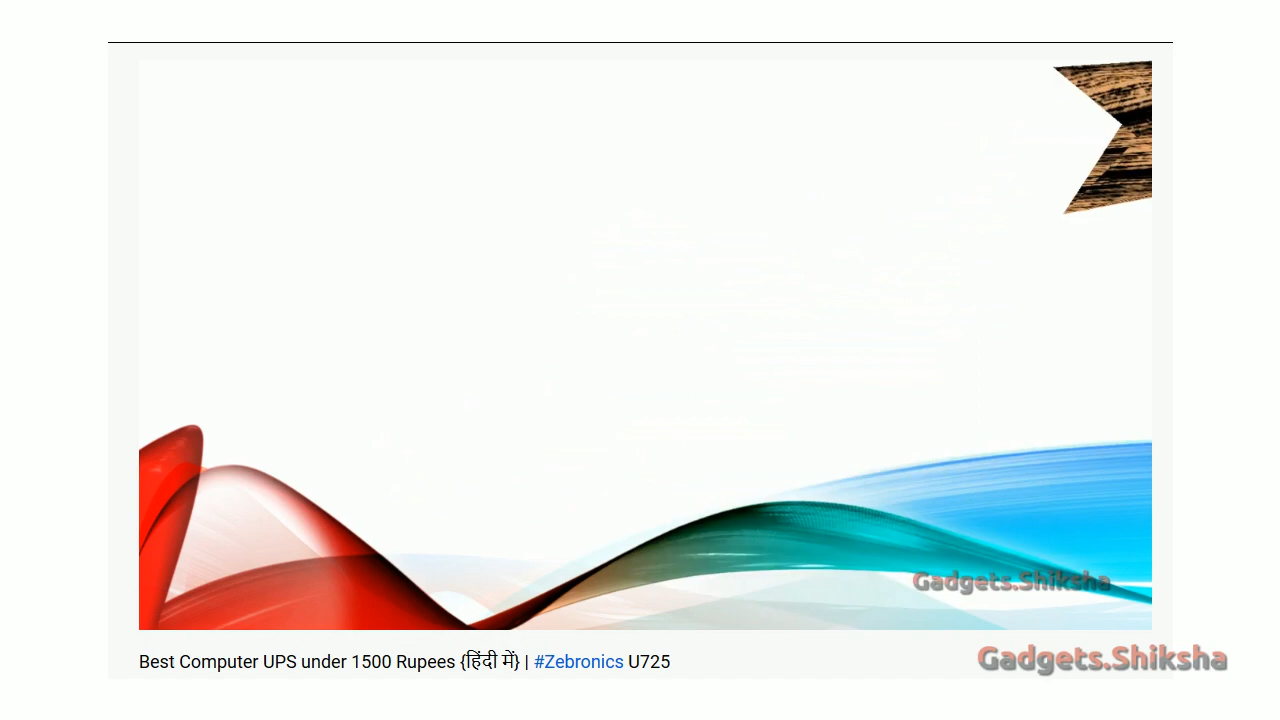 Gadgets.Shiksha
Best Computer UPS under 1500 Rupees {हिंदी में} | #Zebronics U725
Gadgets.Shiksha